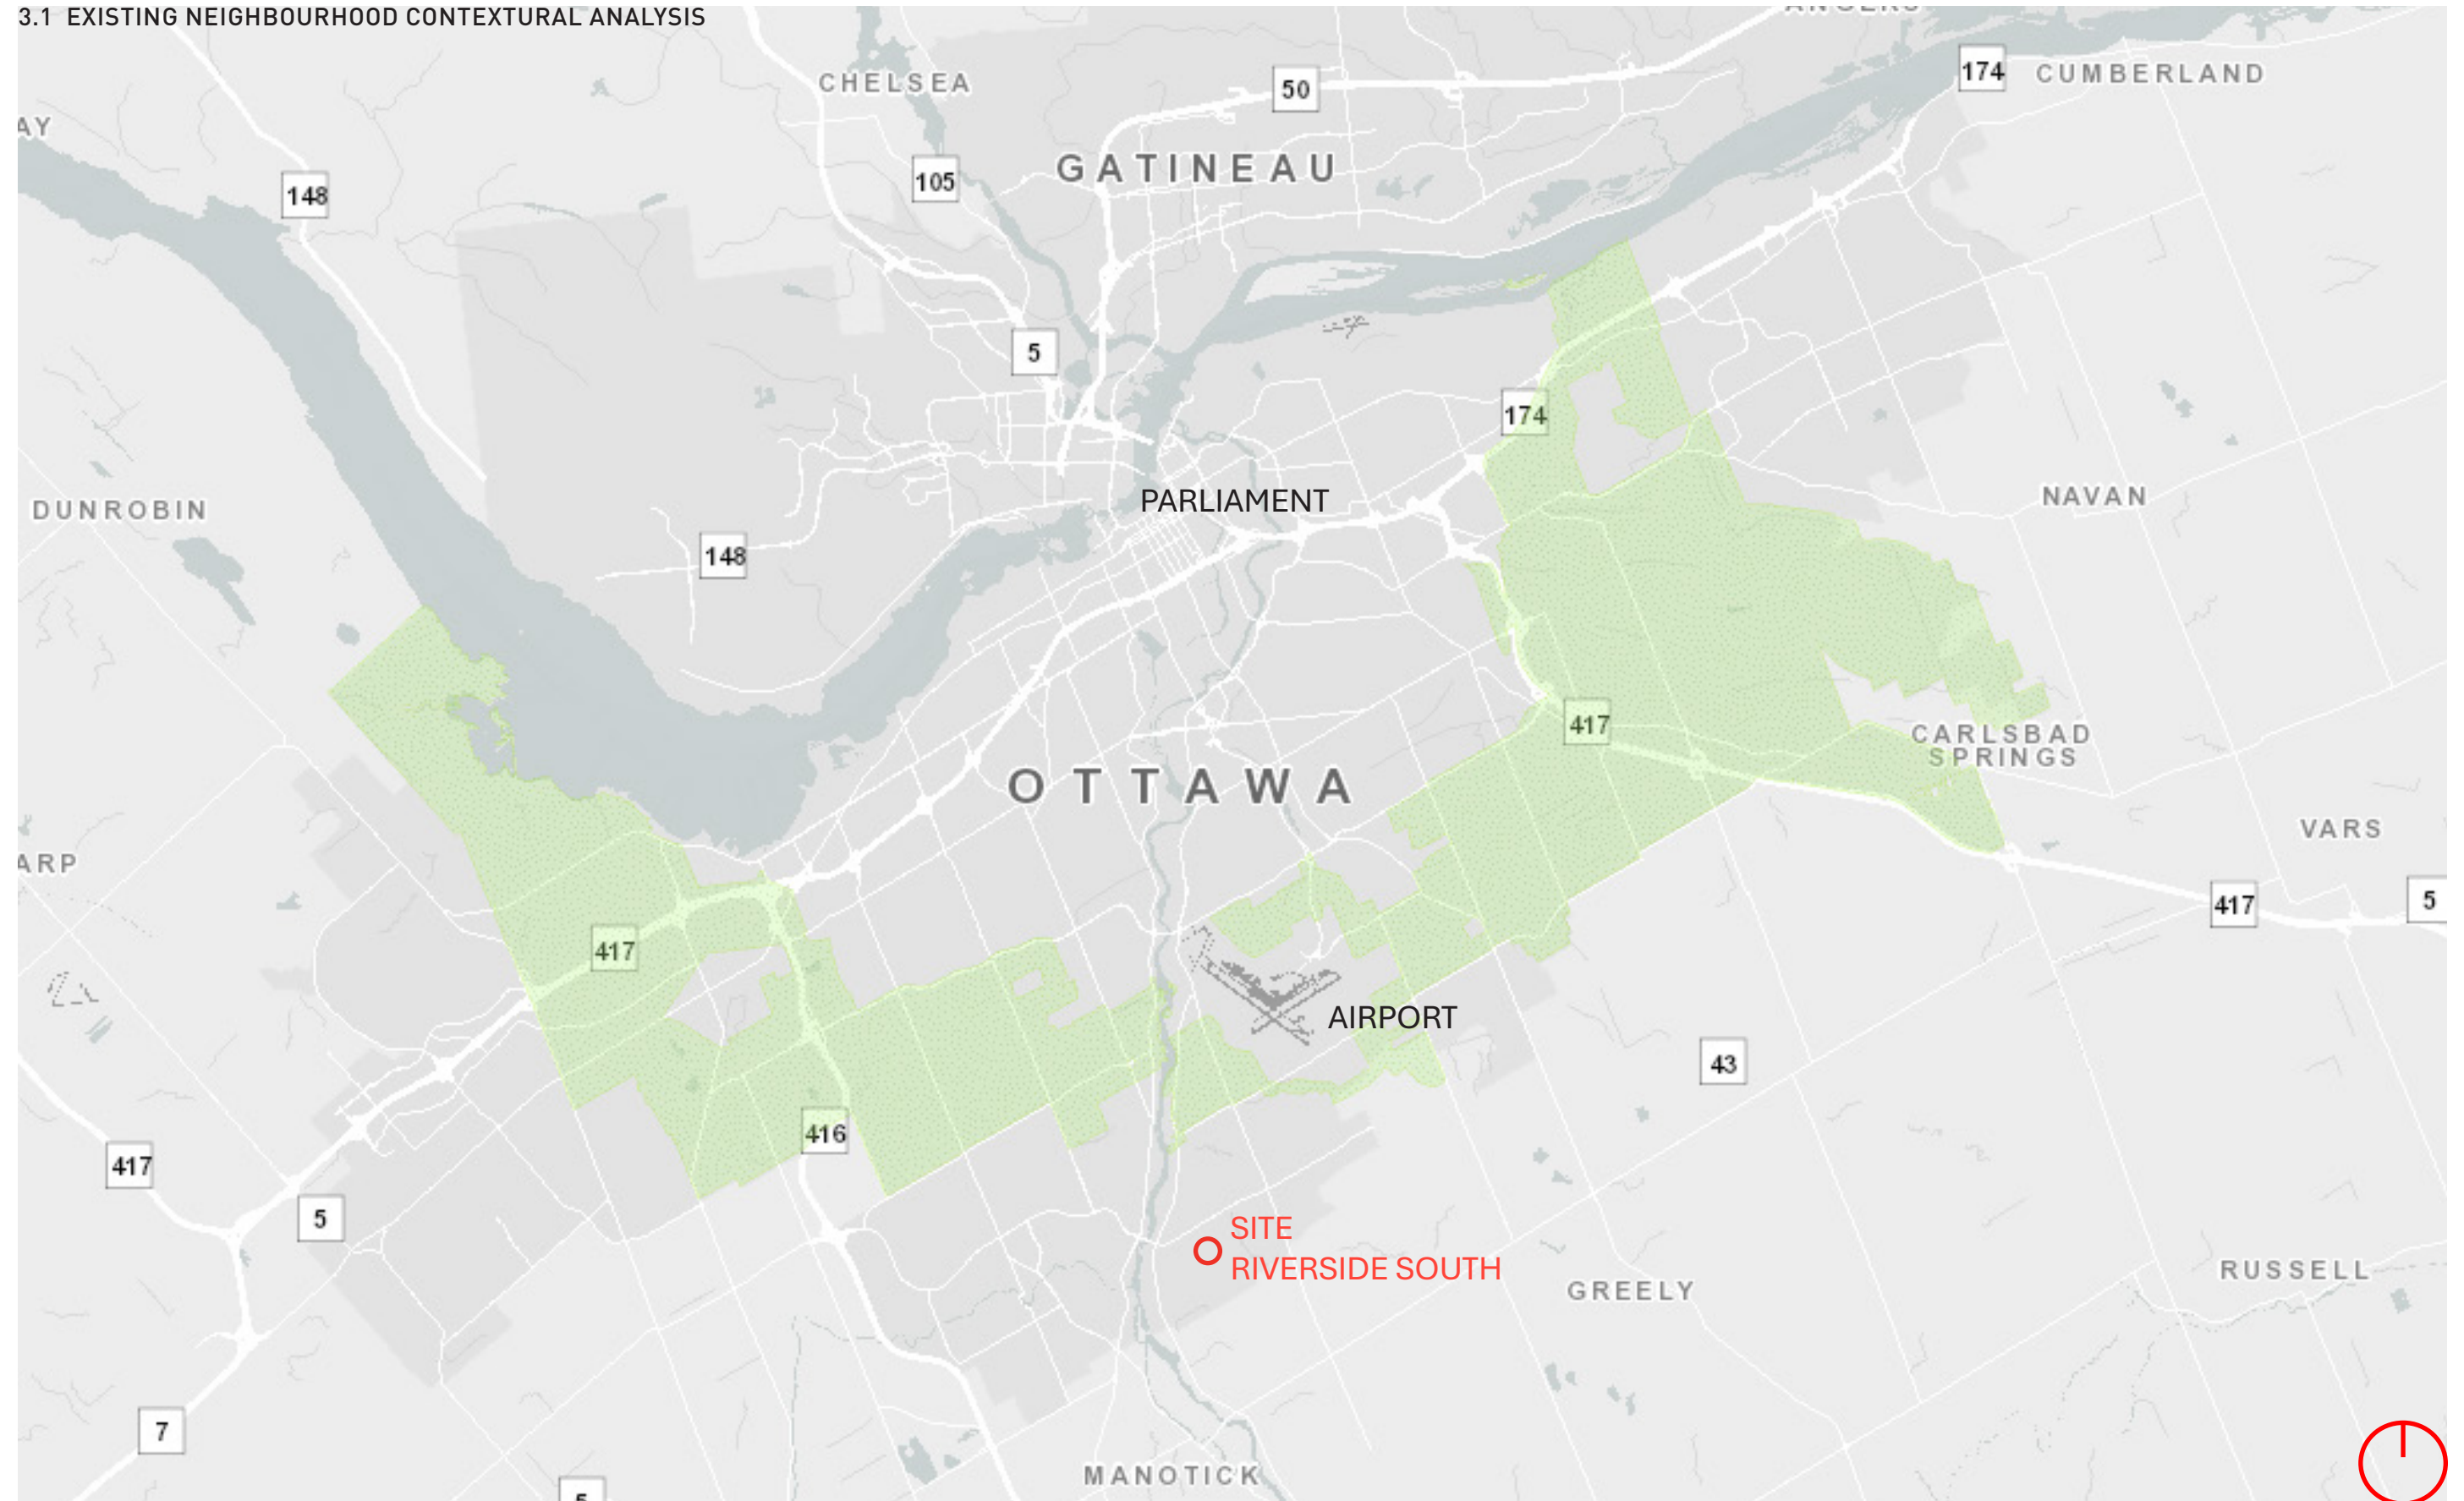 3.1 EXISTING NEIGHBOURHOOD CONTEXTURAL ANALYSIS
174
CUMBERLAND
CHELSEA
50
AY
GATINEAU
105
148
5
174
PARLIAMENT
NAVAN
DUNROBIN
148
417
CARLSBAD
SPRINGS
OTTAWA
VARS
ARP
5
417
417
AIRPORT
43
416
417
5
SITE
RIVERSIDE SOUTH
RUSSELL
GREELY
7
MANOTICK